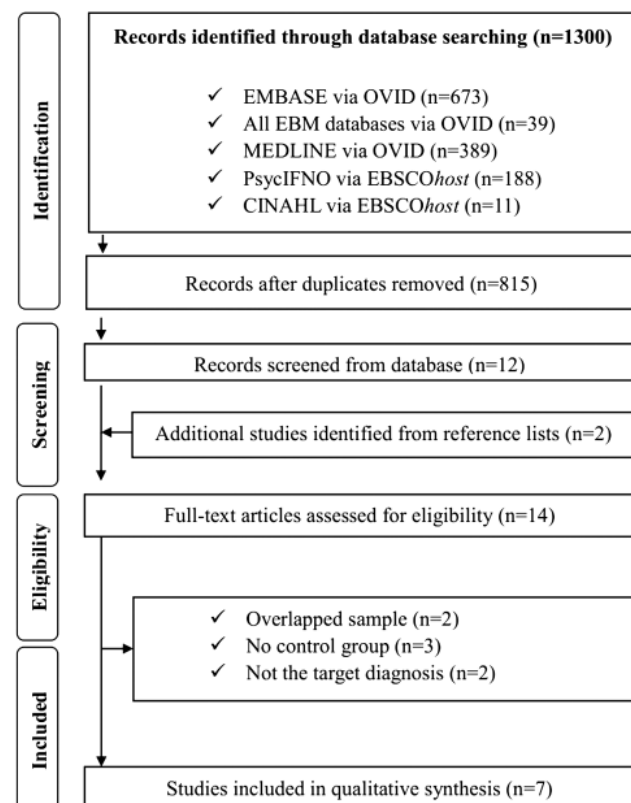 Identification
Records identified through database searching (n=1300)
✓ EMBASE via OVID (n=673)
✓ All EBM databases via OVID (n=39)
✓ MEDLINE via OVID (n=389)
✓ PsycIFNO via EBSCOhost (n=188)
✓ CINAHL via EBSCOhost (n=11)
Records after duplicates removed (n=815)
Screening
Records screened from database (n=12)
Additional studies identified from reference lists (n=2)
Eligibility
Full-text articles assessed for eligibility (n=14)
✓ Overlapped sample (n=2)
✓ No control group (n=3)
✓ Not the target diagnosis (n=2)
Included
Studies included in qualitative synthesis (n=7)